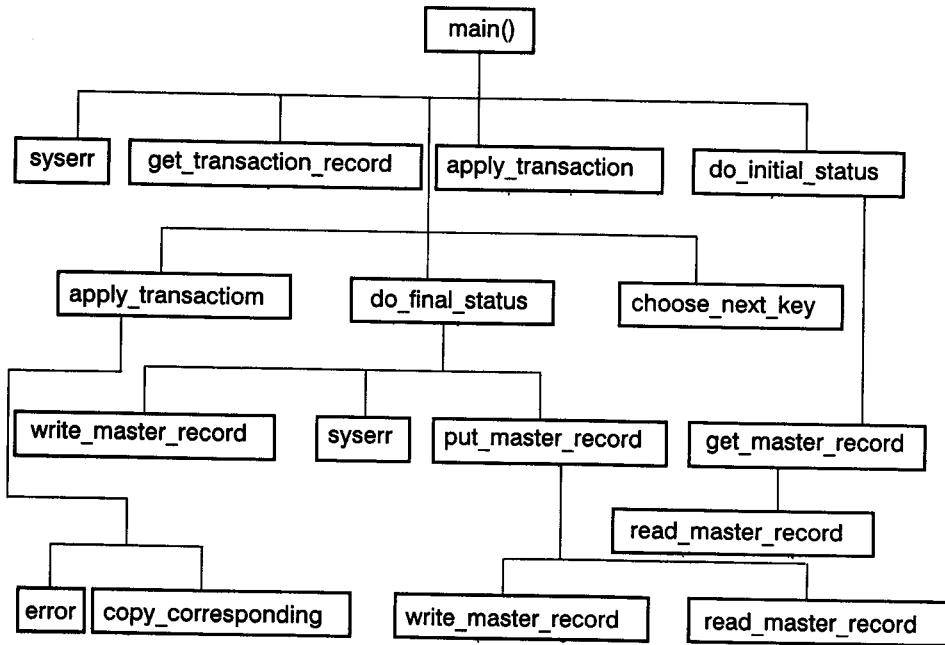 main()
syserr
get_transaction_record
apply_transaction
do_initial_status
apply_transactiom
do_final_status
choose_next_key
write_master_record
syserr
put_master_record
get_master_record
read_master_record
error
copy_corresponding
write_master_record
read_master_record